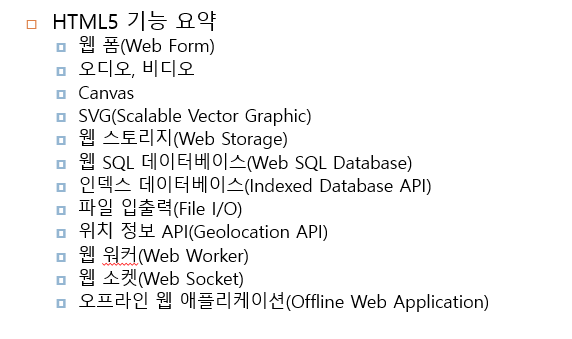 HTML5 기능 요약
웹 폼(Web Form)
오디오, 비디오
Canvas
SVG(Scalable Vector Graphic)
웹 스토리지(Web Storage)
웹 SQL 데이터베이스(Web SQL Database)
인덱스 데이터베이스(Indexed Database API)
파일 입출력(File I/O)
위치 정보 API(Geolocation API)
웹 워커(Web Worker)
웹 소켓(Web Socket)
오프라인 웹 애플리케이션(Offline Web Application)